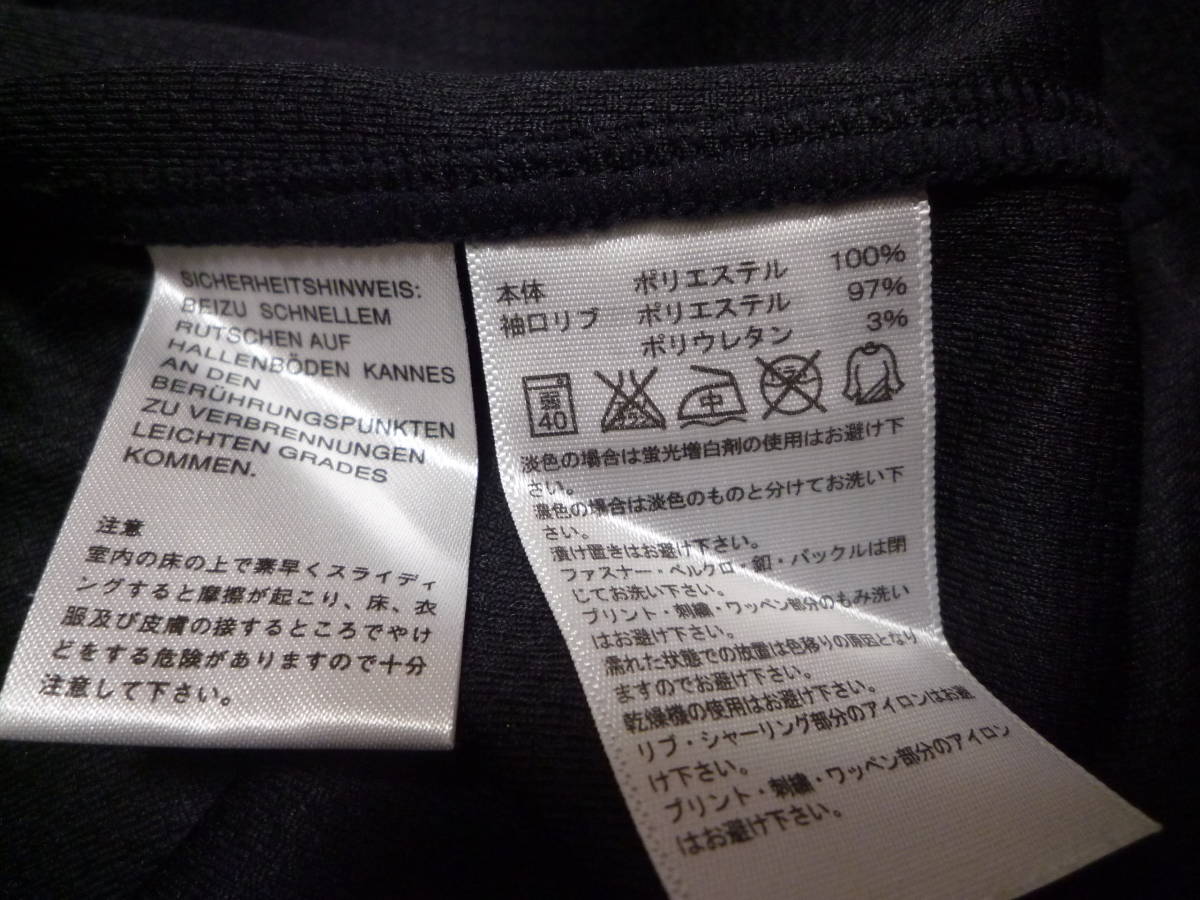 SICHERHEITSHINWEIS:
BEIZU SCHNELLEM
RUTSCHEN AUF
HALLENBÖDEN KANNES
AN DEN
BERÜHRUNGSPUNKTEN
ZU VERBRENNUNGEN
LEICHTEN GRADES
KOMMEN.
注意
室内の床の上で素早くスライディ
ングすると摩擦が起こり、床、衣
服及び皮膚の接するところでやけ
どをする危険がありますので十分
注意して下さい。
本体 ポリエステル 100%
袖口リブ ポリエステル 97%
ポリウレタン 3%
弱
40
中
淡色の場合は蛍光増白剤の使用はお避け下
さい。
濃色の場合は淡色のものと分けてお洗い下
さい。
漬け置きはお避け下さい。
ファスナー・ベルクロ・釦・バックルは閉
じてお洗い下さい。
プリント・刺繍・ワッペン部分のもみ洗い
はお避け下さい。
濡れた状態での放置は色移りの原因となり
ますのでお避け下さい。
乾燥機の使用はお避け下さい。
リブ・シャーリング部分のアイロンはお避
け下さい。
プリント・刺繍・ワッペン部分のアイロン
はお避け下さい。